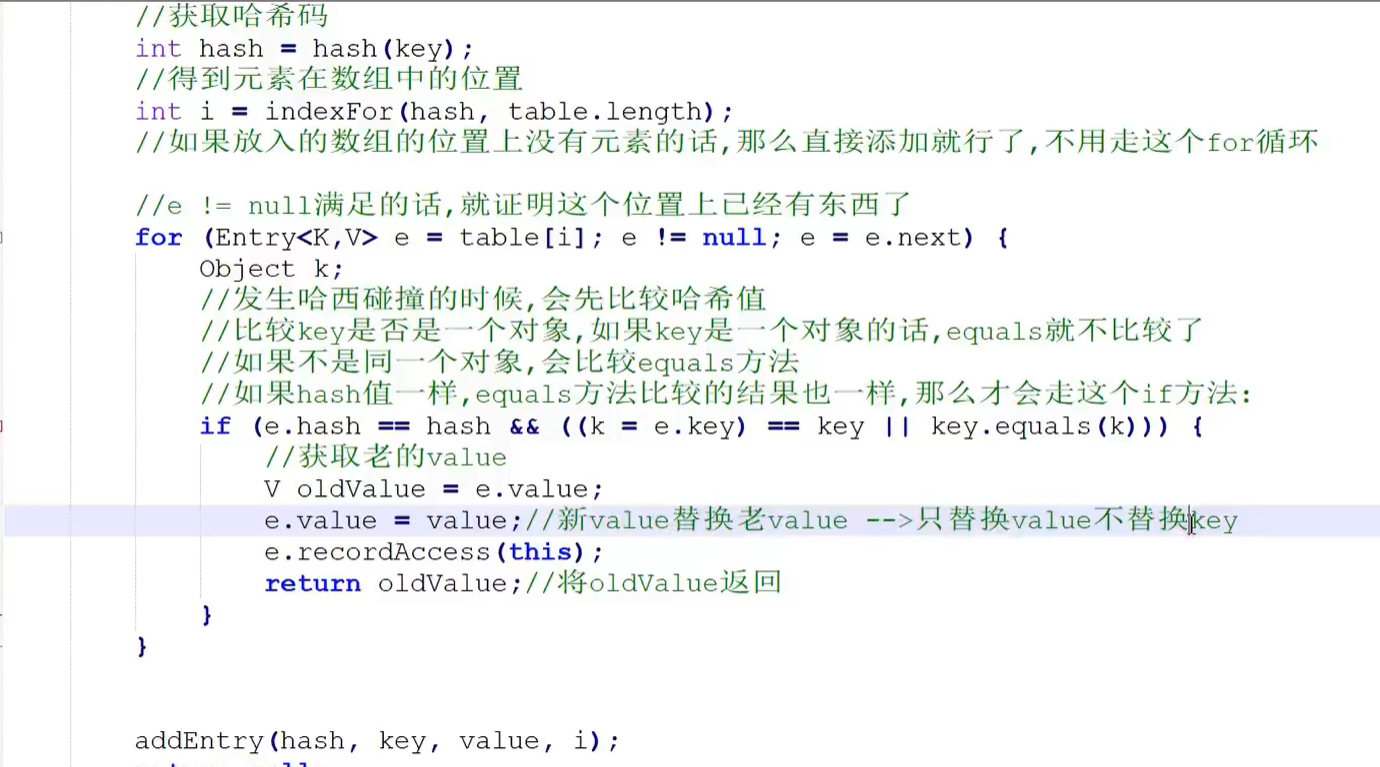 //获取哈希码
int hash = hash(key);
//得到元素在数组中的位置
int i = indexFor(hash, table.length);
//如果放入的数组的位置上没有元素的话,那么直接添加就行了,不用走这个for循环
//e != null满足的话,就证明这个位置上已经有东西了
for (Entry<K,V> e = table[i]; e != null; e = e.next) {
Object k;
//发生哈西碰撞的时候,会先比较哈希值
//比较key是否是一个对象,如果key是一个对象的话,equals就不比较了
//如果不是同一个对象,会比较equals方法
//如果hash值一样,equals方法比较的结果也一样,那么才会走这个if方法:
if (e.hash == hash && ((k = e.key) == key || key.equals(k))) {
//获取老的value
V oldValue = e.value;
e.value = value;//新value替换老value -->只替换value不替换key
e.recordAccess(this);
return oldValue;//将oldValue返回
}
}
addEntry(hash, key, value, i);